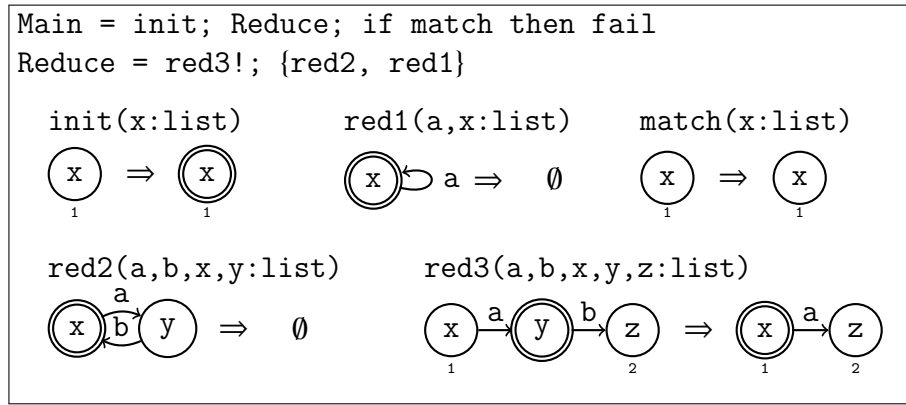 Main = init; Reduce; if match then fail
Reduce = red3!; {red2, red1}
init(x:list) red1(a,x:list) match(x:list)
x ⇒ x x a ⇒ ∅ x ⇒ x
1 1 1 1
red2(a,b,x,y:list) red3(a,b,x,y,z:list)
a
x b y ⇒ ∅ x a y b z ⇒ x a z
1 2 1 2